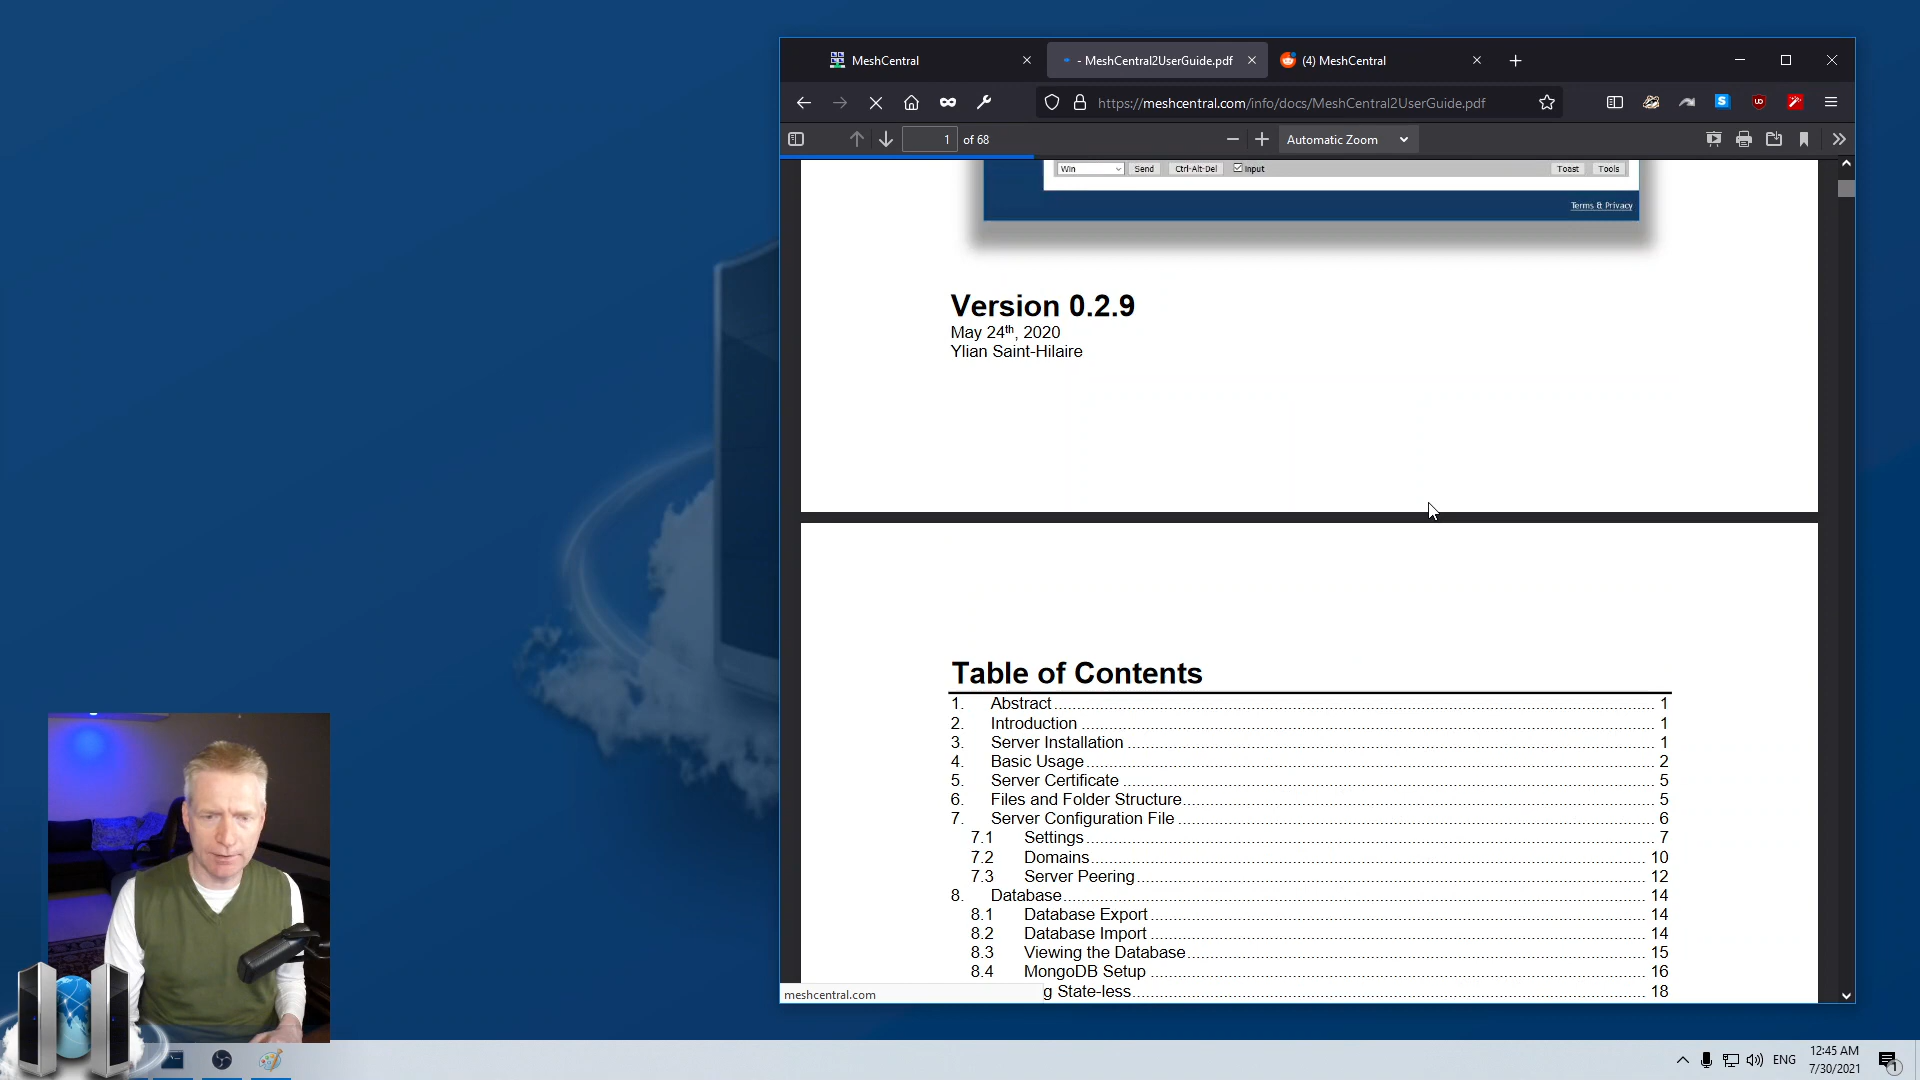 MeshCentral
- MeshCentral2UserGuide.pdf
(4) MeshCentral
https://meshcentral.com/info/docs/MeshCentral2UserGuide.pdf
1 of 68
Automatic Zoom
Win
Send
Ctrl-Alt-Del
Input
Toast
Tools
Terms & Privacy
Version 0.2.9
May 24th, 2020
Ylian Saint-Hilaire
Table of Contents
1. Abstract 1
2. Introduction 1
3. Server Installation 1
4. Basic Usage 2
5. Server Certificate 5
6. Files and Folder Structure 5
7. Server Configuration File 6
7.1 Settings 7
7.2 Domains 10
7.3 Server Peering 12
8. Database 14
8.1 Database Export 14
8.2 Database Import 14
8.3 Viewing the Database 15
8.4 MongoDB Setup 16
g State-less 18
meshcentral.com
ENG
12:45 AM
7/30/2021
1